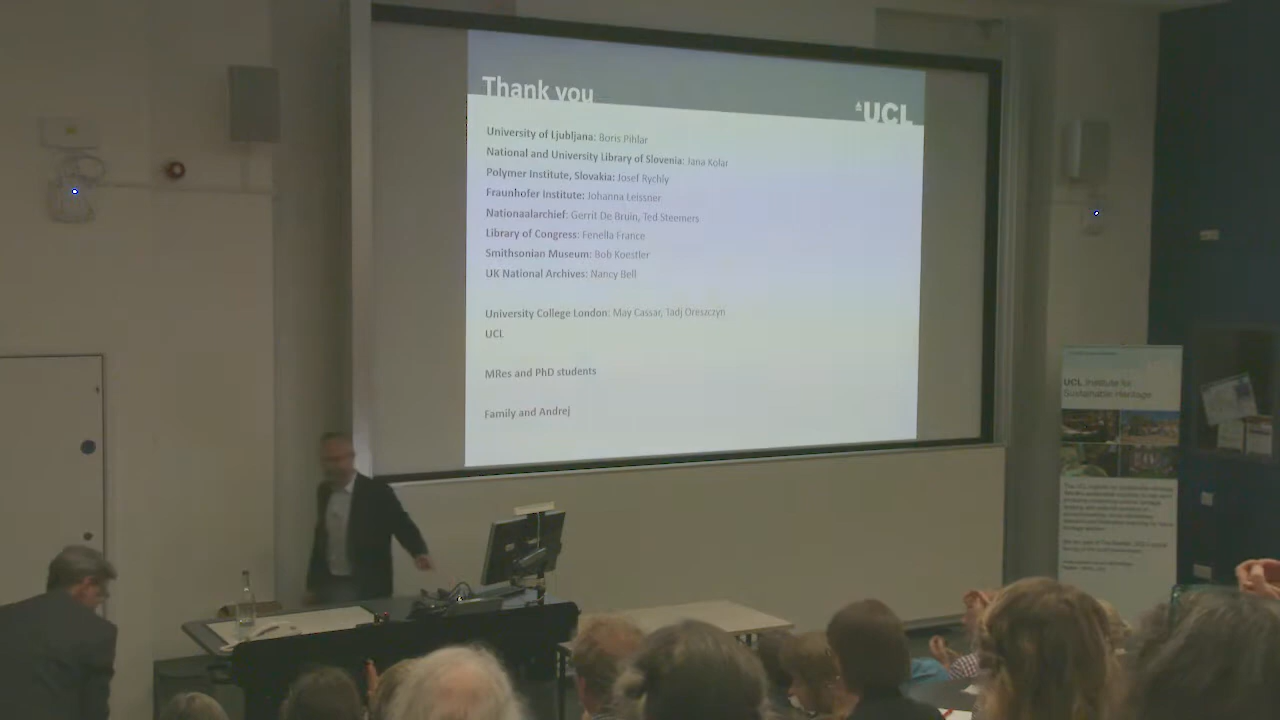 Thank you
UCL
University of Ljubljana: Boris Pihlar
National and University Library of Slovenia: Jana Kolar
Polymer Institute, Slovakia: Josef Rychly
Fraunhofer Institute: Johanna Leissner
Nationaalarchief: Gerrit De Bruin, Ted Steemers
Library of Congress: Fenella France
Smithsonian Museum: Bob Koestler
UK National Archives: Nancy Bell
University College London: May Cassar, Tadj Oreszczyn
UCL
MRes and PhD students
Family and Andrej
UCL Institute for
Sustainable Heritage